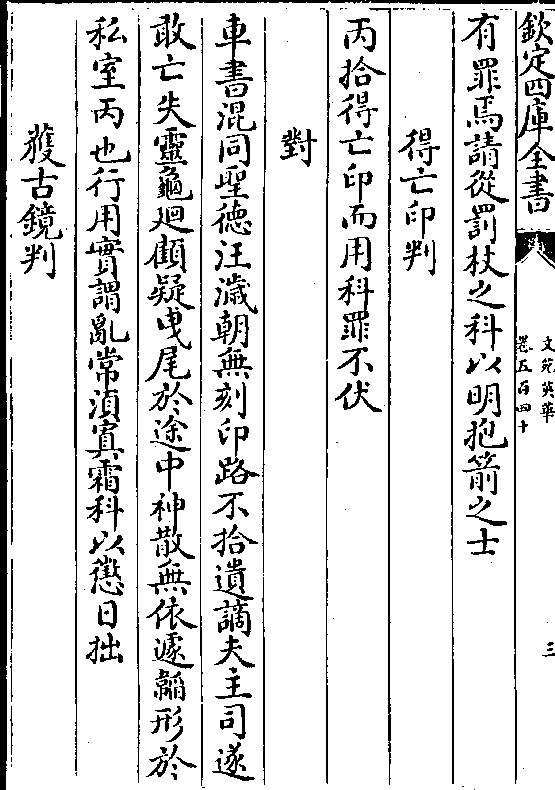 欽定四庫全書
文苑英華
卷五百四十
三
有罪焉請從罰杖之科以明抱箭之士
得亡印判
丙拾得亡印而用科罪不伏
對
車書混同聖德汪濊朝無刻印路不拾遺謫夫主司遂
敢亡失靈龜迴顧疑曳尾於途中神散無依遽韜形於
私室丙也行用實謂亂常湏寘霜科以懲日拙
獲古鏡判